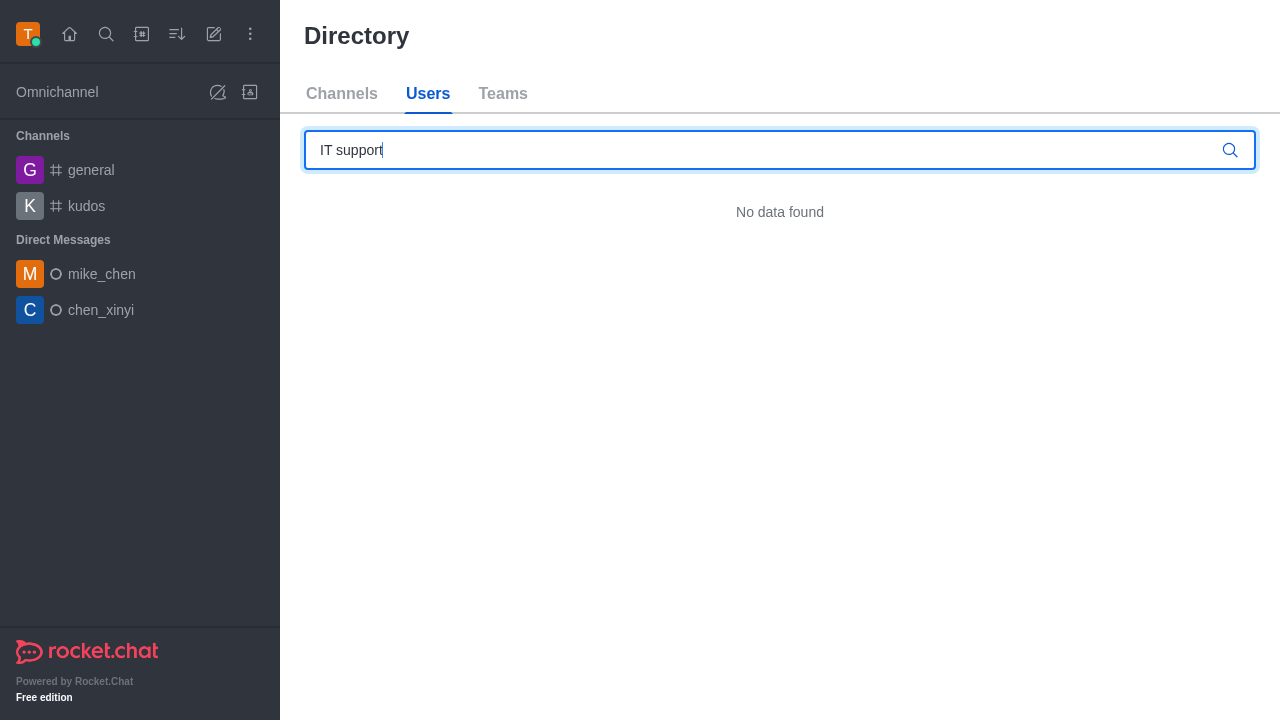 T
Omnichannel
Channels
G general
K kudos
Direct Messages
M mike_chen
C chen_xinyi
rocket.chat
Powered by Rocket.Chat
Free edition
Directory
Channels Users Teams
IT support
No data found